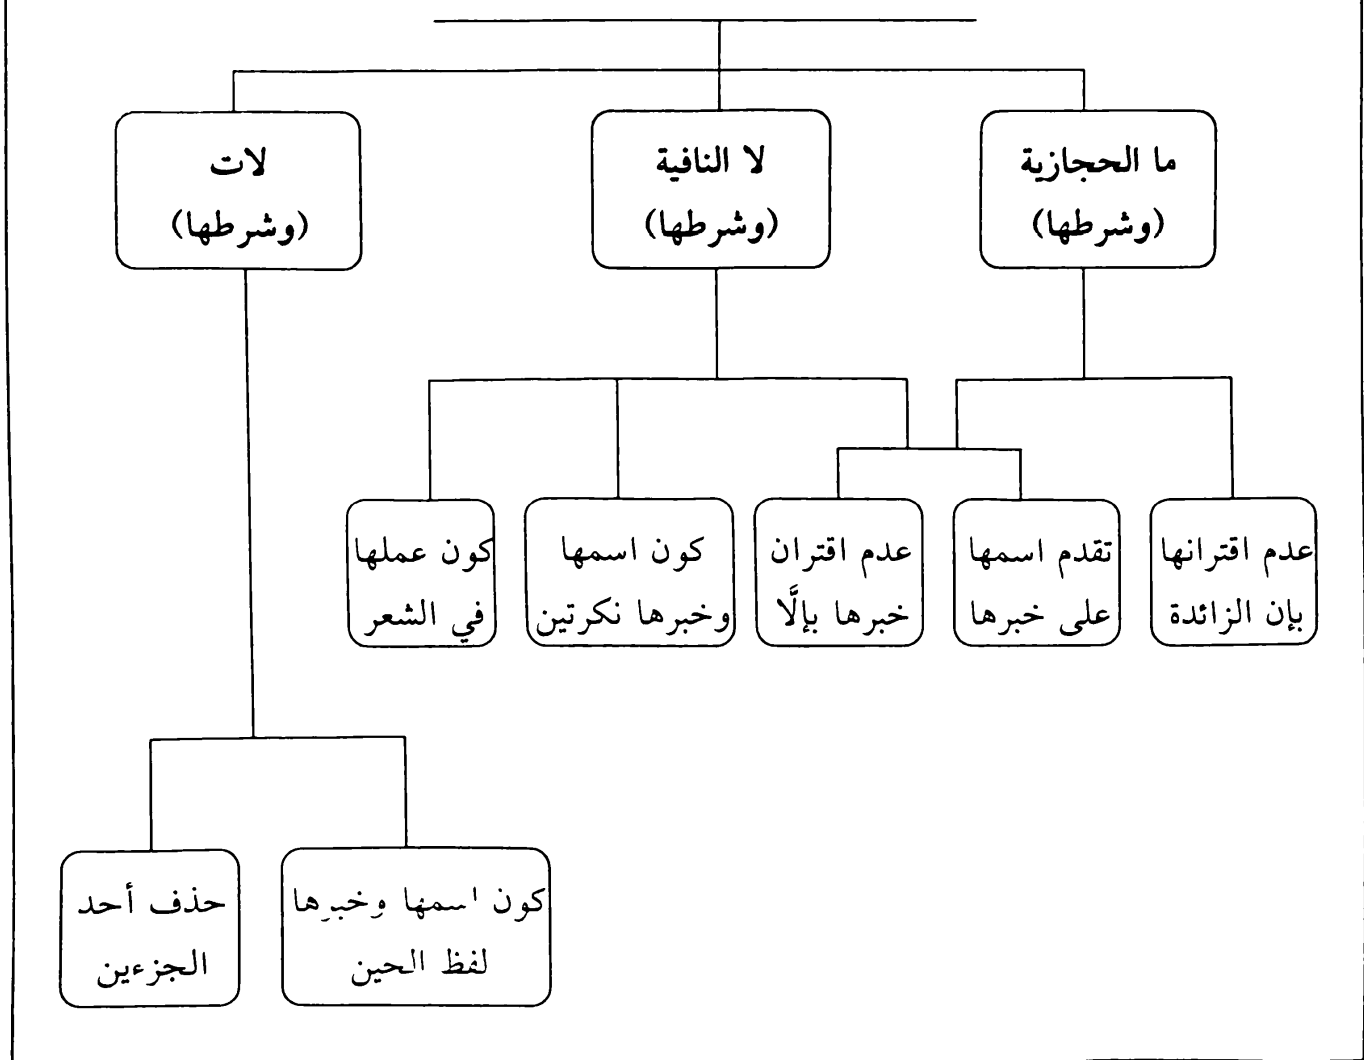 ما الحجازية
(وشرطها)
لا النافية
(وشرطها)
لات
(وشرطها)
عدم اقترانها
بإن الزائدة
تقدم اسمها
على خبرها
عدم اقتران
خبرها بإلَّا
كون اسمها
وخبرها نكرتين
كون عملها
في الشعر
كون اسمها وخبرها
لفظ الحين
حذف أحد
الجزءين